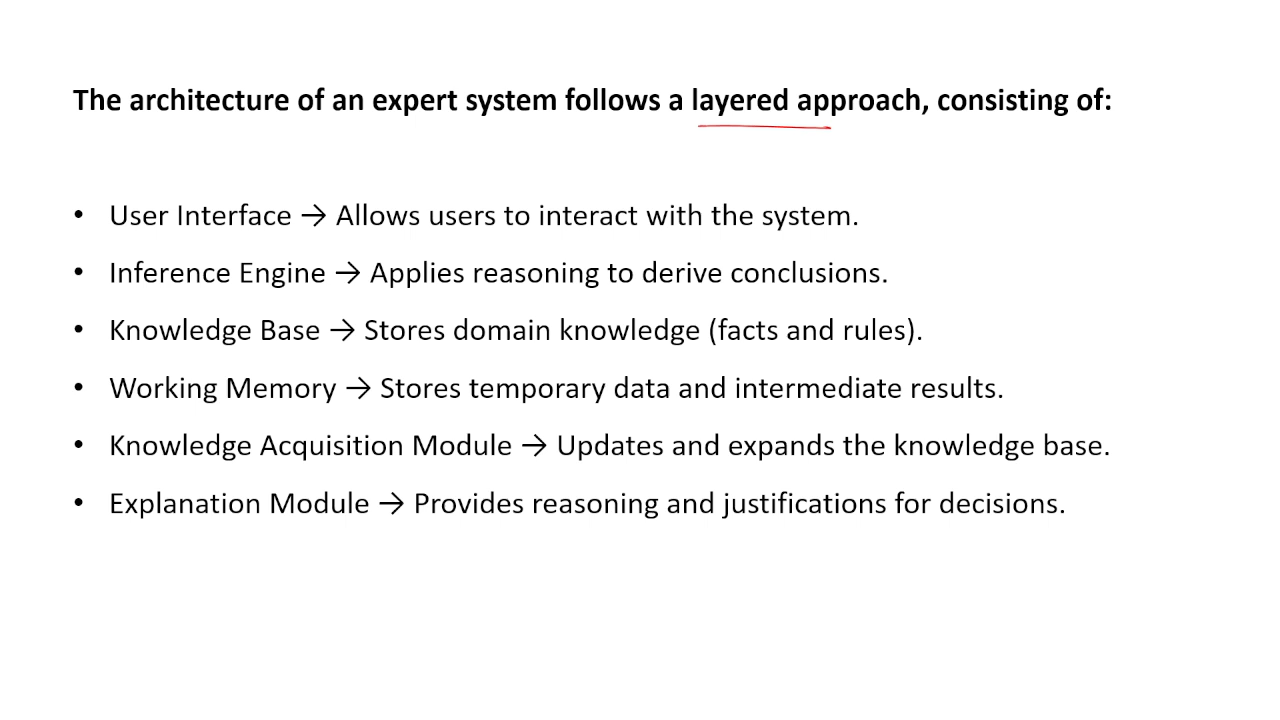 The architecture of an expert system follows a layered approach, consisting of:
• User Interface → Allows users to interact with the system.
• Inference Engine → Applies reasoning to derive conclusions.
• Knowledge Base → Stores domain knowledge (facts and rules).
• Working Memory → Stores temporary data and intermediate results.
• Knowledge Acquisition Module → Updates and expands the knowledge base.
• Explanation Module → Provides reasoning and justifications for decisions.